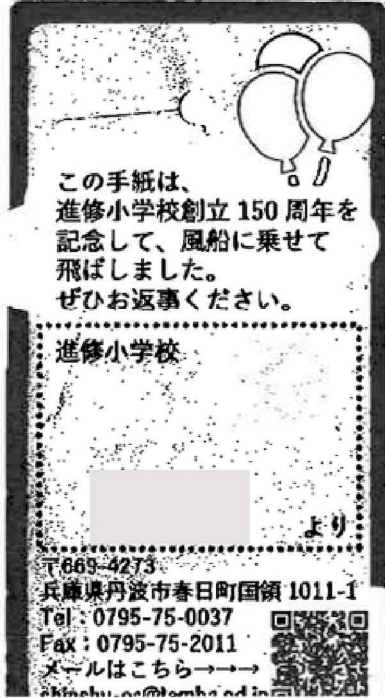 この手紙は、
進修小学校創立 150 周年を
記念して、風船に乗せて
飛ばしました。
ぜひお返事ください。
進修小学校
より
〒669-4273
兵庫県丹波市春日町国領 1011-1
Tel : 0795-75-0037
Fax : 0795-75-2011
メールはこちら→→→